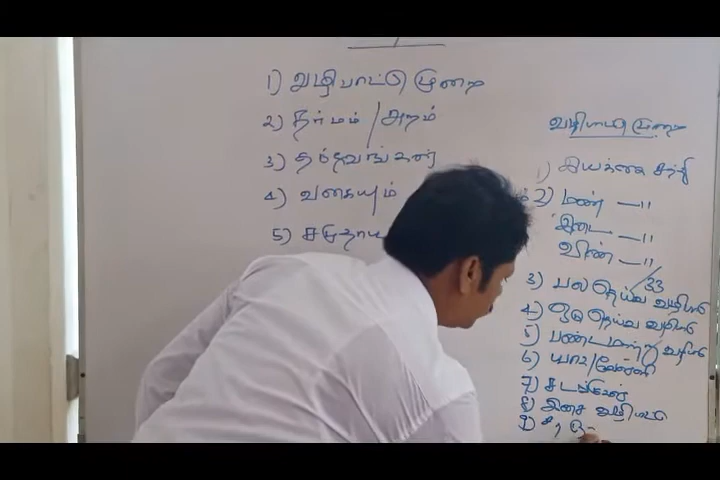 1) வழிபாட்டு முறை
2) தர்மம் / அறம்
3) தத்துவங்கள்
4) வகையும்
5) சமுதாய
வழிபாட்டு முறை
1) இயற்கை சக்தி
2) மண் — "
இடை — "
விண் — "
33
3) பல தெய்வ வழிபாடு
4) ஒரு தெய்வ வழிபாடு
5) பண்டமாற்று வழிபாடு
6) யாகம்/வேள்வி
7) சடங்குகள்
8) இசை வழிபாடு
9)